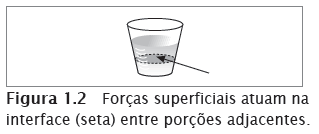 Figura 1.2 Forças superficiais atuam na
interface (seta) entre porções adjacentes.